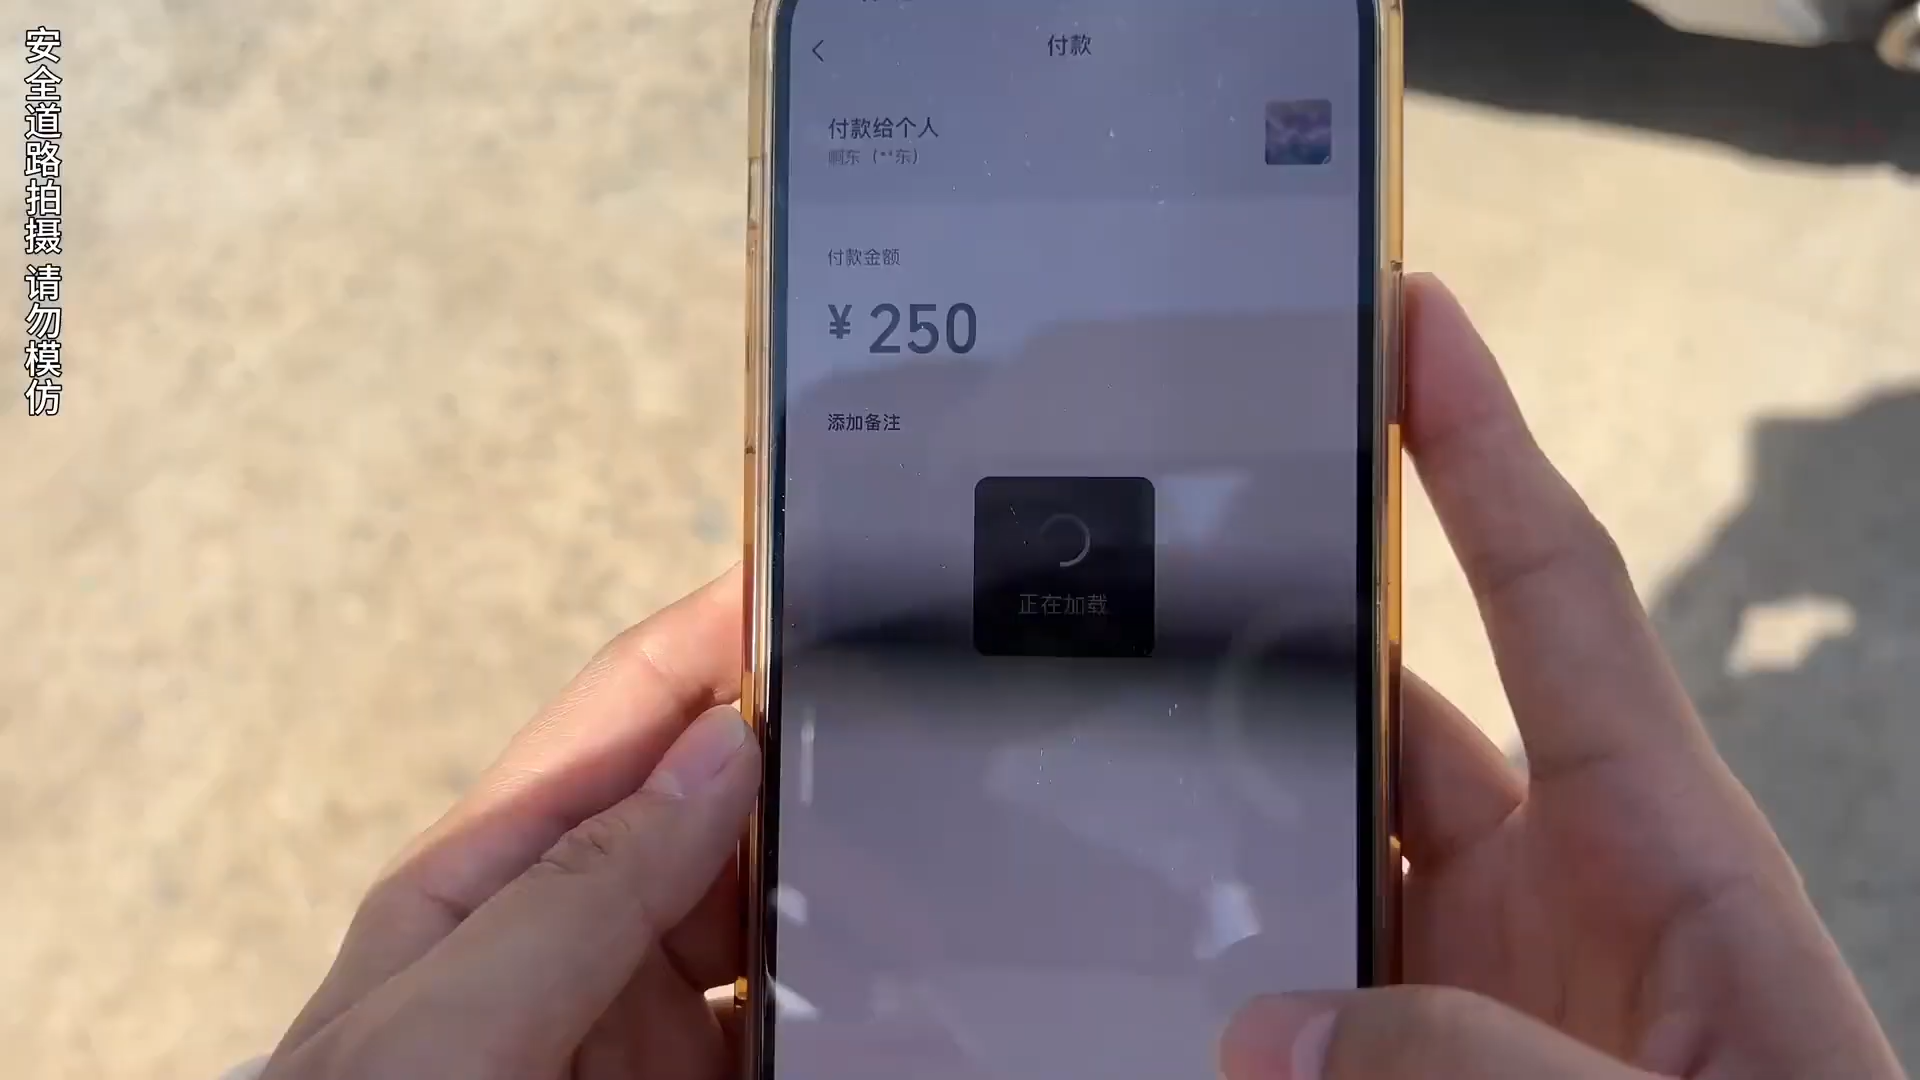 安全道路拍摄 请勿模仿
付款
付款给个人
啊东 (**东)
付款金额
¥ 250
添加备注
正在加载